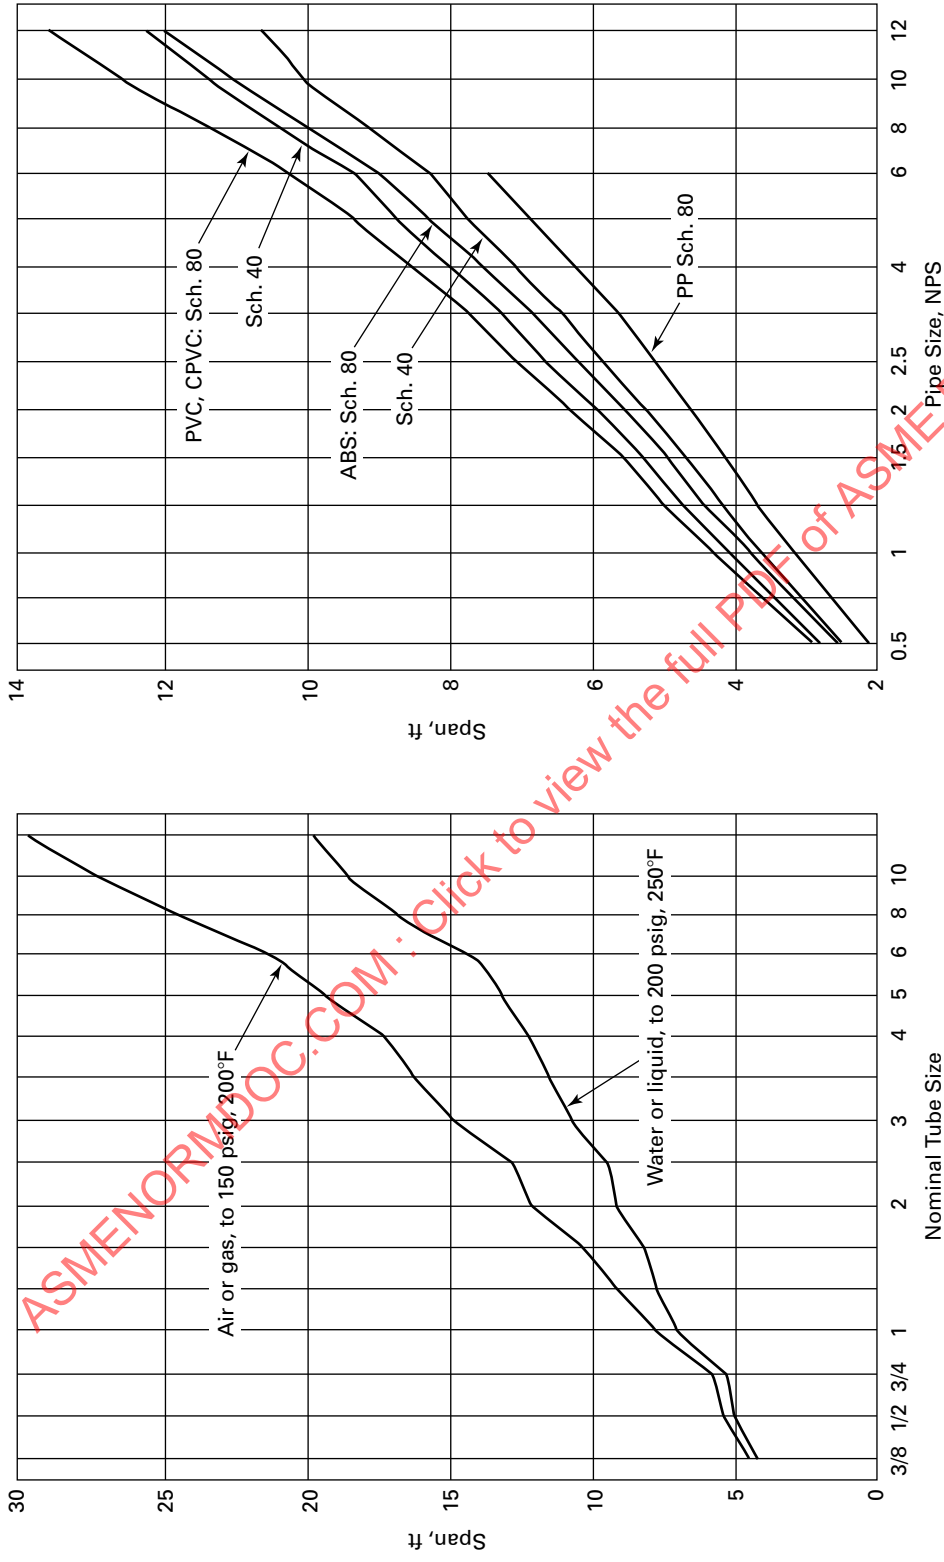 30
25
20
15
10
5
0
Span, ft
3/8
1/2
3/4
1
2
3
4
5
6
8
10
Nominal Tube Size
Air or gas, to 150 psig, 200°F
Water or liquid, to 200 psig, 250°F
14
12
10
8
6
4
2
Span, ft
0.5
1
1.5
2
2.5
4
6
8
10
12
Pipe Size, NPS
PVC, CPVC: Sch. 80
Sch. 40
ABS: Sch. 80
Sch. 40
PP Sch. 80
ASMENORMDOC.COM : Click to view the full PDF of ASME